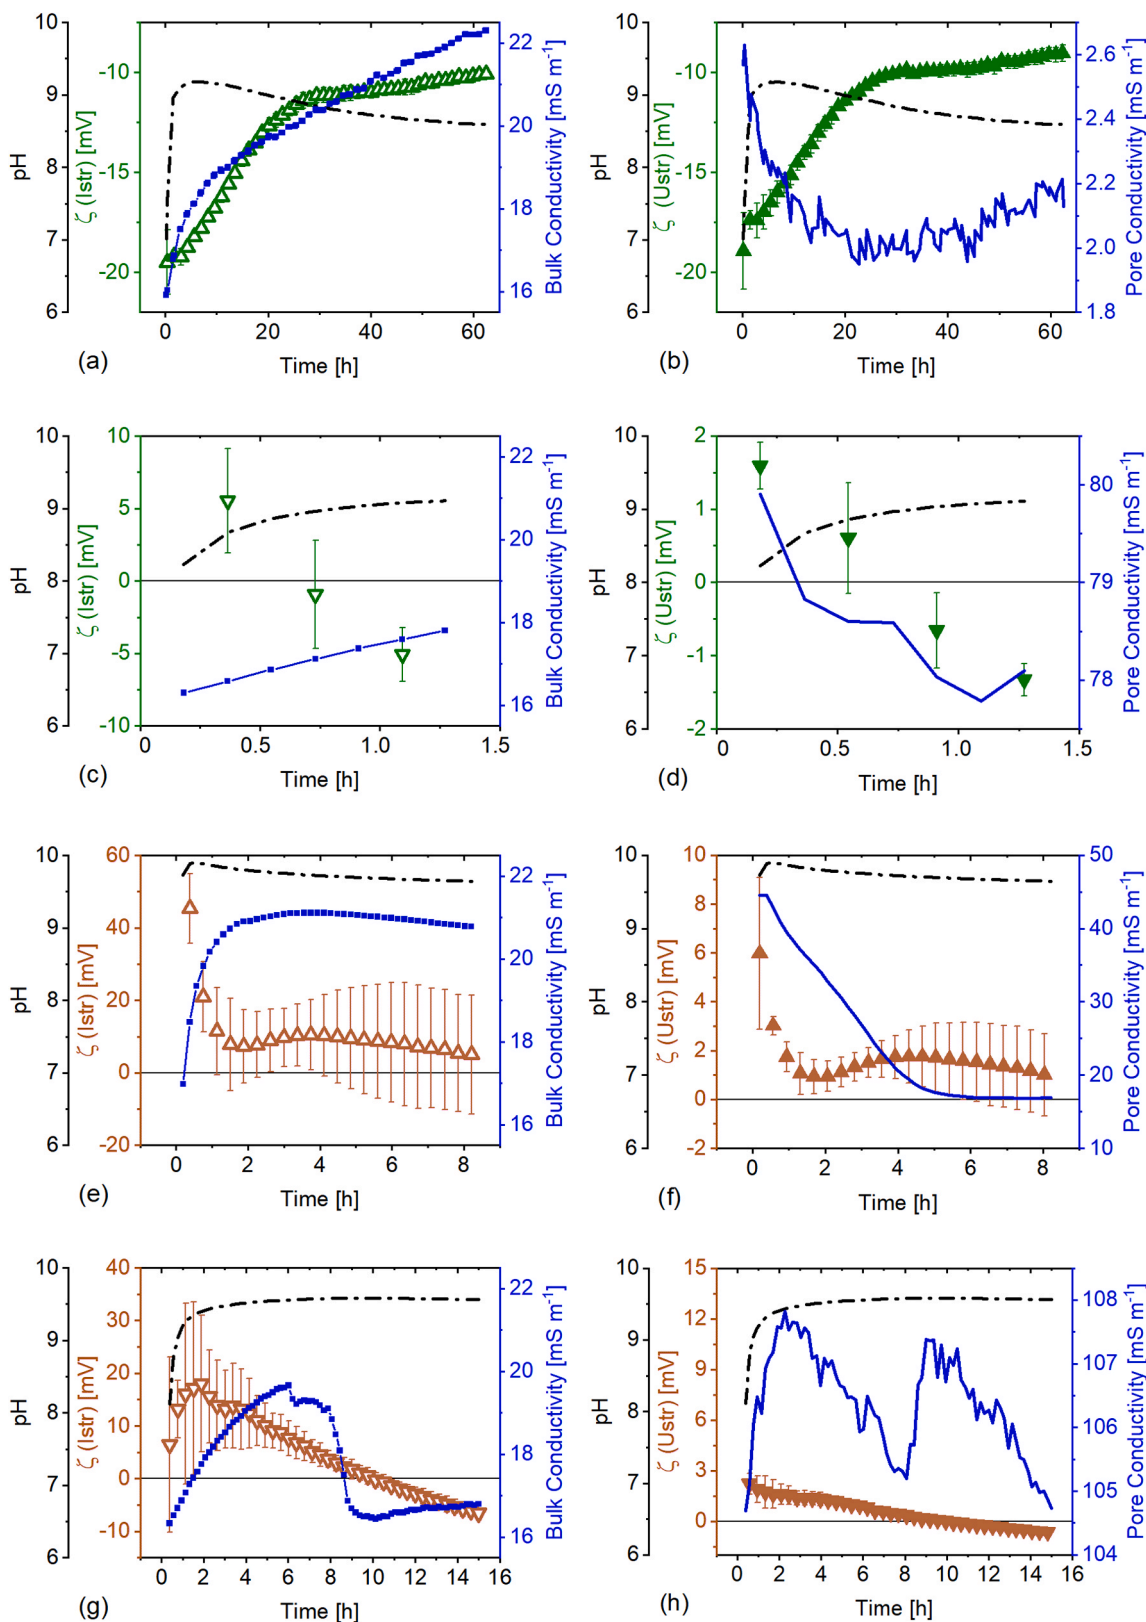 10
9
8
7
6
pH
-10
-15
-20
ζ (Istr) [mV]
22
20
18
16
Bulk Conductivity [mS m-1]
0 20 40 60
Time [h]
(a)
10
9
8
7
6
pH
-10
-15
-20
ζ (Ustr) [mV]
2.6
2.4
2.2
2.0
1.8
Pore Conductivity [mS m-1]
0 20 40 60
Time [h]
(b)
10
9
8
7
6
pH
10
5
0
-5
-10
ζ (Istr) [mV]
22
20
18
16
Bulk Conductivity [mS m-1]
0 0.5 1.0 1.5
Time [h]
(c)
10
9
8
7
6
pH
2
1
0
-1
-2
ζ (Ustr) [mV]
80
79
78
Pore Conductivity [mS m-1]
0 0.5 1.0 1.5
Time [h]
(d)
10
9
8
7
6
pH
60
40
20
0
-20
ζ (Istr) [mV]
22
20
18
16
Bulk Conductivity [mS m-1]
0 2 4 6 8
Time [h]
(e)
10
9
8
7
6
pH
10
8
6
4
2
0
-2
ζ (Ustr) [mV]
50
40
30
20
10
Pore Conductivity [mS m-1]
0 2 4 6 8
Time [h]
(f)
10
9
8
7
6
pH
40
30
20
10
0
-10
ζ (Istr) [mV]
22
20
18
16
Bulk Conductivity [mS m-1]
0 2 4 6 8 10 12 14 16
Time [h]
(g)
10
9
8
7
6
pH
15
12
9
6
3
0
ζ (Ustr) [mV]
108
107
106
105
104
Pore Conductivity [mS m-1]
0 2 4 6 8 10 12 14 16
Time [h]
(h)